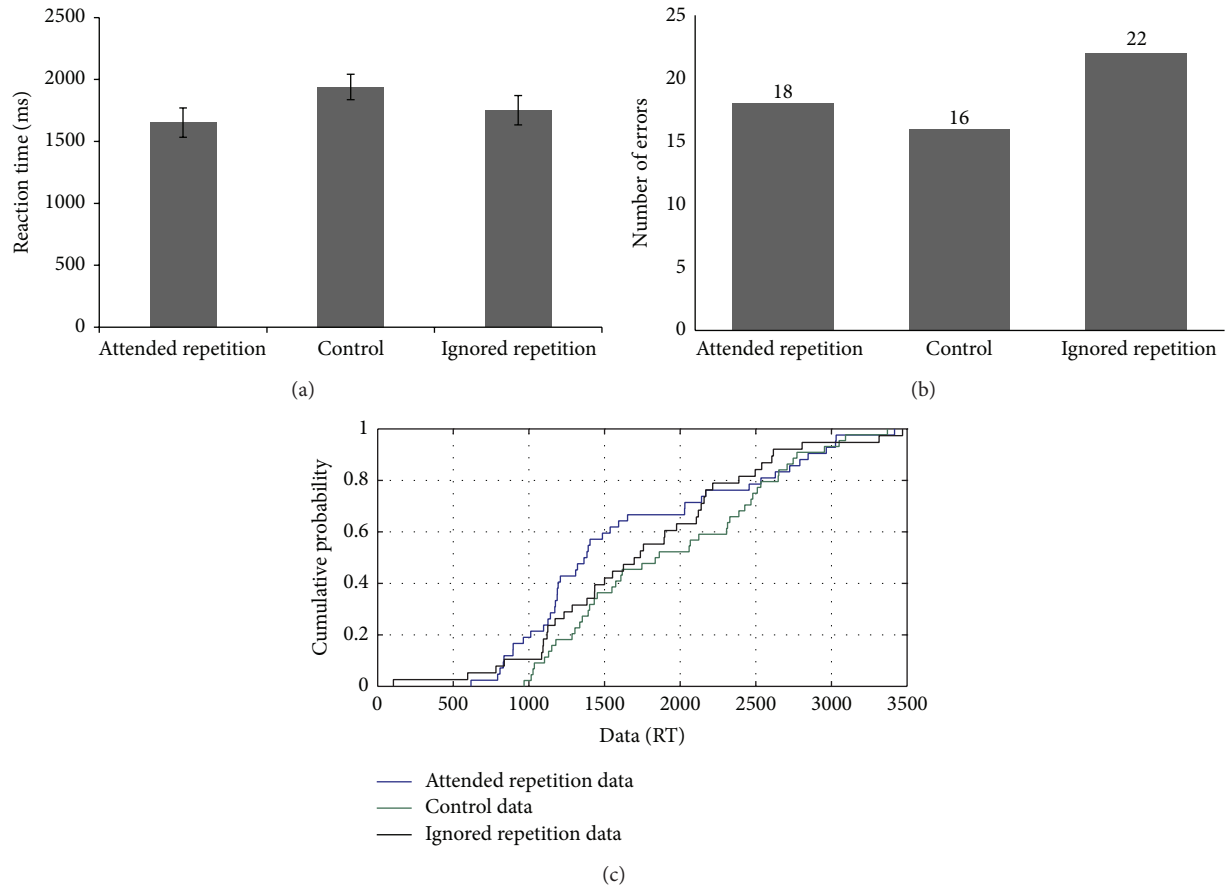 2500
2000
1500
1000
500
0
Reaction time (ms)
Attended repetition Control Ignored repetition
(a)
25
20
15
10
5
0
Number of errors
18
16
22
Attended repetition Control Ignored repetition
(b)
1
0.8
0.6
0.4
0.2
0
Cumulative probability
0 500 1000 1500 2000 2500 3000 3500
Data (RT)
Attended repetition data
Control data
Ignored repetition data
(c)